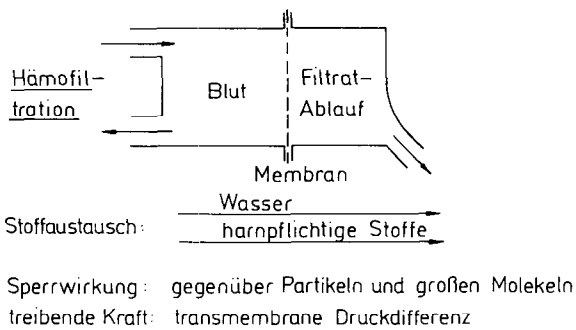 Hämofil-
tration
Blut
Filtrat-
Ablauf
Membran
Wasser
Stoffaustausch:
harnpflichtige Stoffe
Sperrwirkung: gegenüber Partikeln und großen Molekeln
treibende Kraft: transmembrane Druckdifferenz